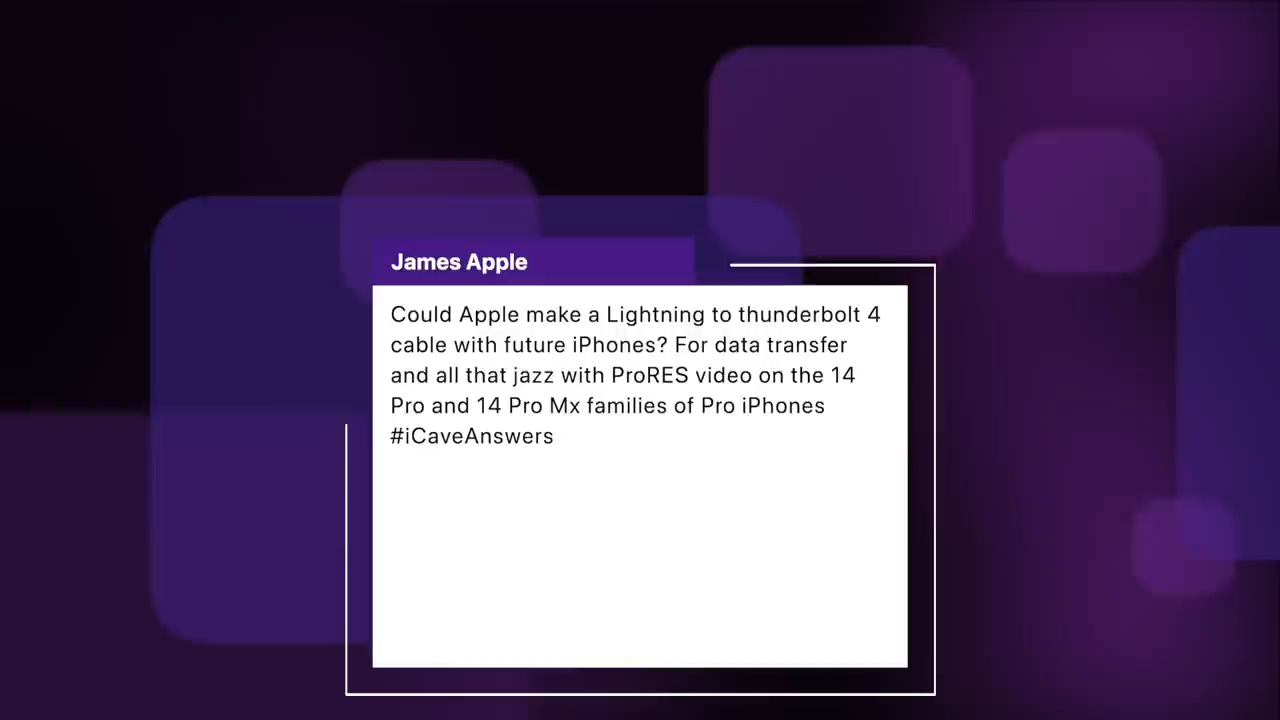 James Apple
Could Apple make a Lightning to thunderbolt 4
cable with future iPhones? For data transfer
and all that jazz with ProRES video on the 14
Pro and 14 Pro Mx families of Pro iPhones
#iCaveAnswers